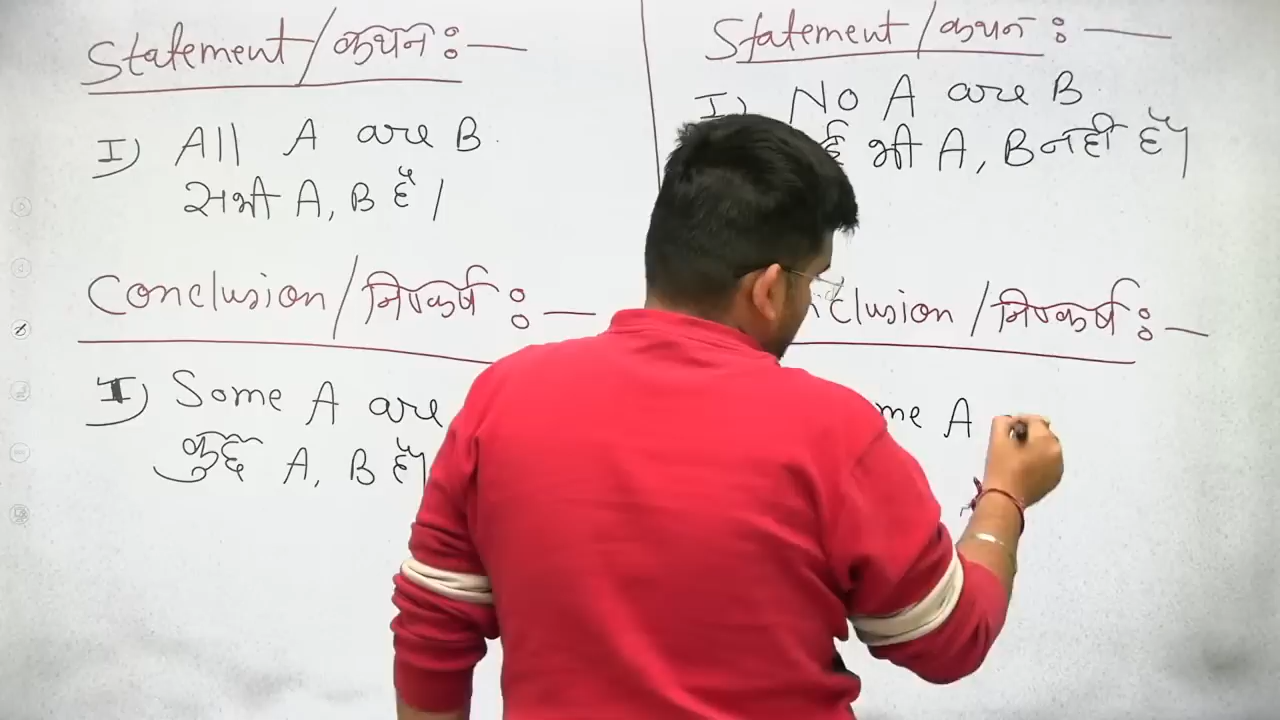 Statement/कथन :—
I) All A are B.
सभी A, B हैं।
Conclusion/निष्कर्ष :—
I) Some A are
कुछ A, B हैं।
Statement/कथन :—
I) No A are B.
भी A, B नही हैं।
clusion/निष्कर्ष :—
me A